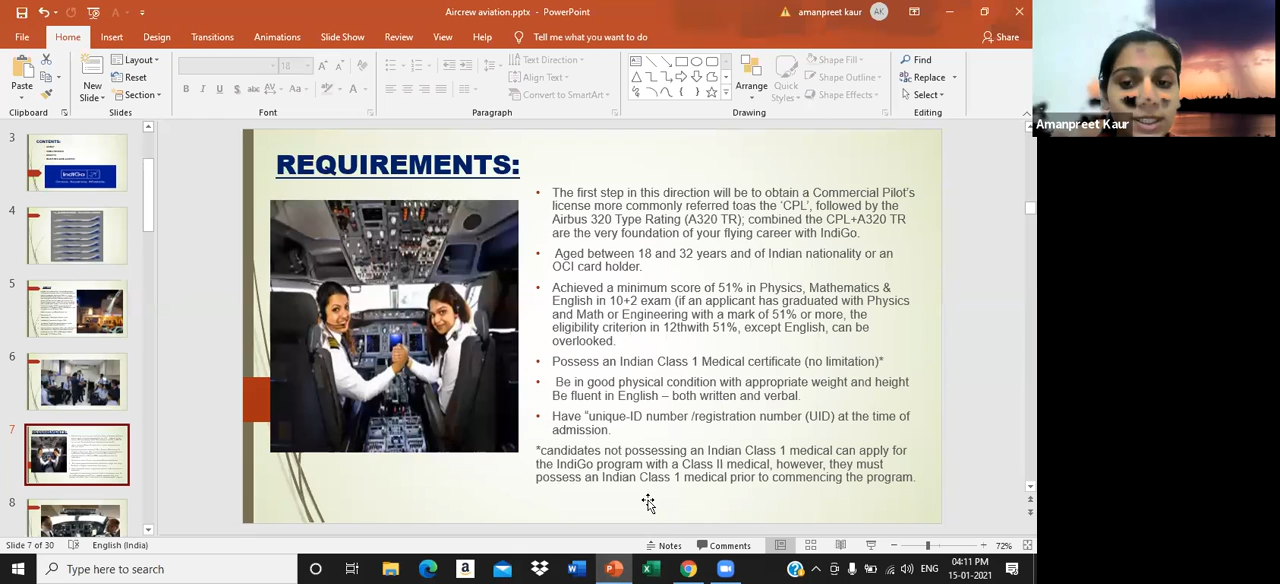 Aircrew aviation.pptx - PowerPoint
amanpreet kaur
AK
File Home Insert Design Transitions Animations Slide Show Review View Help Tell me what you want to do
Share
Paste
Clipboard
New
Slide
Layout
Reset
Section
Slides
18
Font
Text Direction
Align Text
Convert to SmartArt
Paragraph
Arrange
Quick
Styles
Shape Fill
Shape Outline
Shape Effects
Drawing
Find
Replace
Select
Editing
Amanpreet Kaur
3
CONTENTS:
IndiGo
4
5
6
7
REQUIREMENTS:
8
REQUIREMENTS:
• The first step in this direction will be to obtain a Commercial Pilot's
license more commonly referred toas the 'CPL', followed by the
Airbus 320 Type Rating (A320 TR); combined the CPL+A320 TR
are the very foundation of your flying career with IndiGo.
• Aged between 18 and 32 years and of Indian nationality or an
OCI card holder.
• Achieved a minimum score of 51% in Physics, Mathematics &
English in 10+2 exam (if an applicant has graduated with Physics
and Math or Engineering with a mark of 51% or more, the
eligibility criterion in 12thwith 51%, except English, can be
overlooked.
• Possess an Indian Class 1 Medical certificate (no limitation)*
• Be in good physical condition with appropriate weight and height
Be fluent in English – both written and verbal.
• Have “unique-ID number /registration number (UID) at the time of
admission.
*candidates not possessing an Indian Class 1 medical can apply for
the IndiGo program with a Class II medical, however, they must
possess an Indian Class 1 medical prior to commencing the program.
Slide 7 of 30
English (India)
Notes
Comments
72%
Type here to search
ENG
04:11 PM
15-01-2021